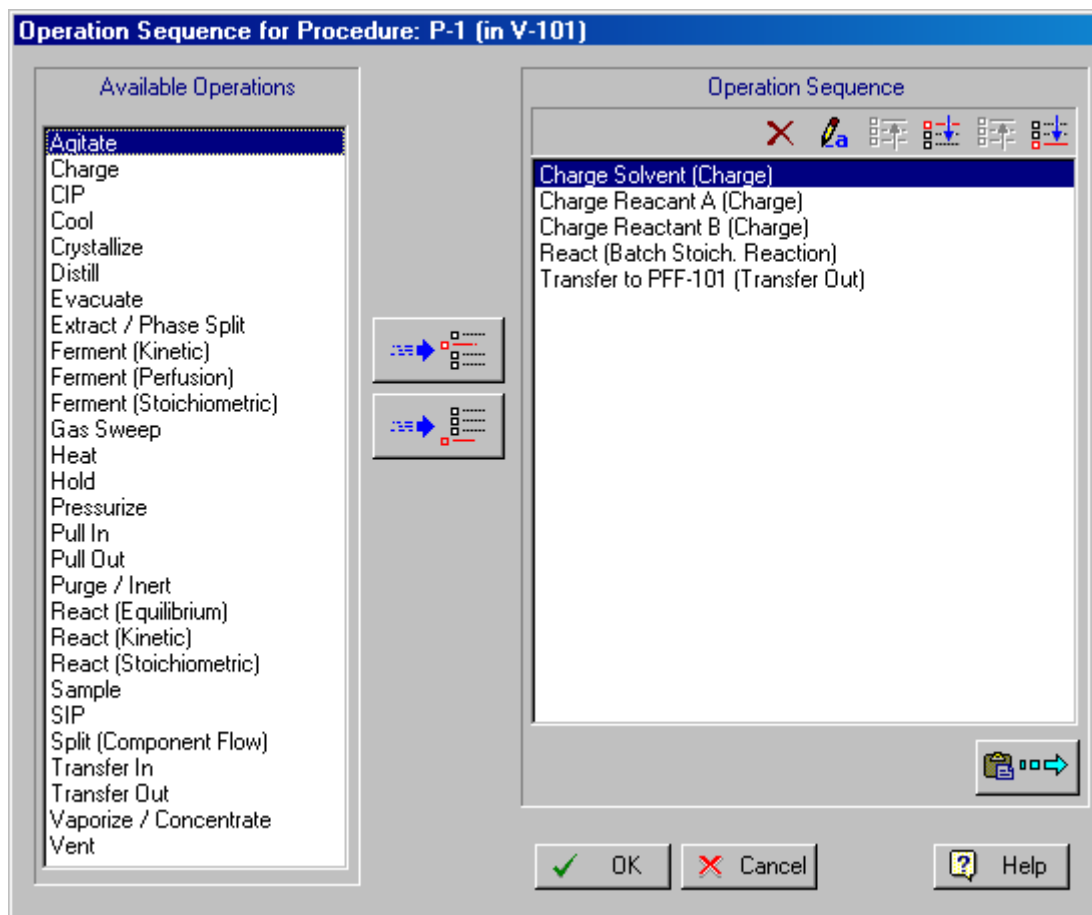 Operation Sequence for Procedure: P-1 (in V-101)
Available Operations
Agitate
Charge
CIP
Cool
Crystallize
Distill
Evacuate
Extract / Phase Split
Ferment (Kinetic)
Ferment (Perfusion)
Ferment (Stoichiometric)
Gas Sweep
Heat
Hold
Pressurize
Pull In
Pull Out
Purge / Inert
React (Equilibrium)
React (Kinetic)
React (Stoichiometric)
Sample
SIP
Split (Component Flow)
Transfer In
Transfer Out
Vaporize / Concentrate
Vent
Operation Sequence
a
Charge Solvent (Charge)
Charge Reacant A (Charge)
Charge Reactant B (Charge)
React (Batch Stoich. Reaction)
Transfer to PFF-101 (Transfer Out)
OK
Cancel
? Help